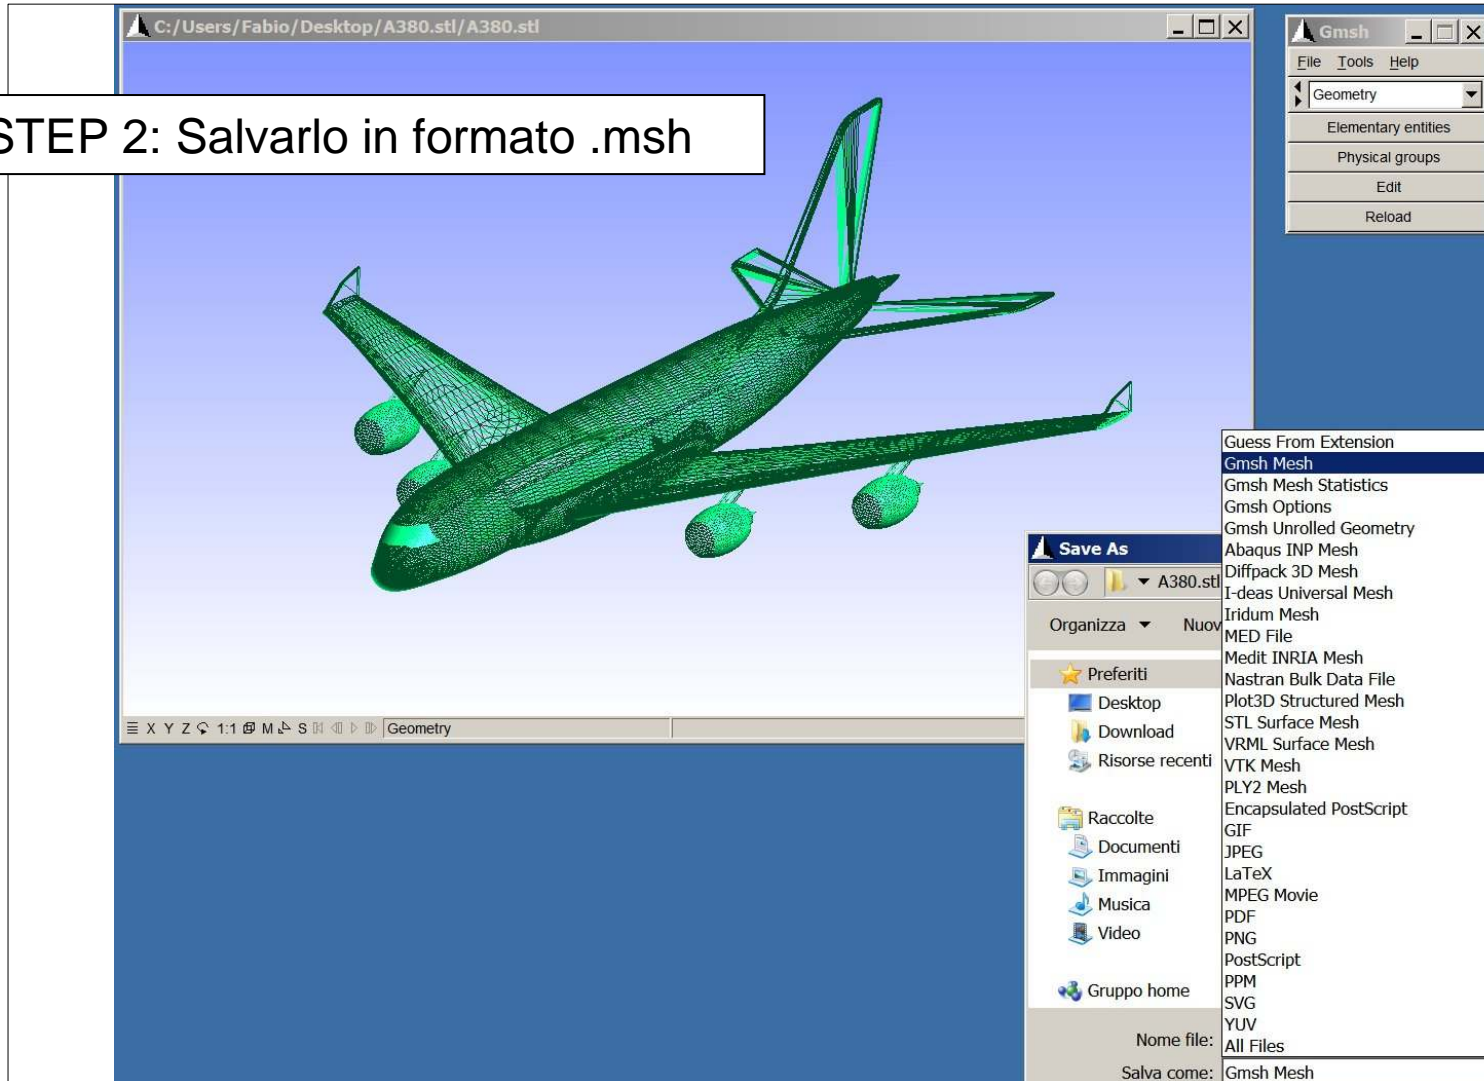 C:/Users/Fabio/Desktop/A380.stl/A380.stl
STEP 2: Salvarlo in formato .msh
Gmsh
File Tools Help
Geometry
Elementary entities
Physical groups
Edit
Reload
X Y Z 1:1 M S Geometry
Save As
A380.stl
Organizza Nuov
Preferiti
Desktop
Download
Risorse recenti
Raccolte
Documenti
Immagini
Musica
Video
Gruppo home
Nome file:
Salva come: Gmsh Mesh
Guess From Extension
Gmsh Mesh
Gmsh Mesh Statistics
Gmsh Options
Gmsh Unrolled Geometry
Abaqus INP Mesh
Diffpack 3D Mesh
I-deas Universal Mesh
Iridum Mesh
MED File
Medit INRIA Mesh
Nastran Bulk Data File
Plot3D Structured Mesh
STL Surface Mesh
VRML Surface Mesh
VTK Mesh
PLY2 Mesh
Encapsulated PostScript
GIF
JPEG
LaTeX
MPEG Movie
PDF
PNG
PostScript
PPM
SVG
YUV
All Files